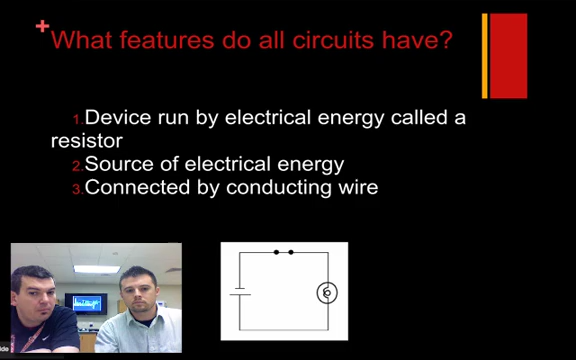 +
What features do all circuits have?
1.Device run by electrical energy called a
resistor
2.Source of electrical energy
3.Connected by conducting wire
ide